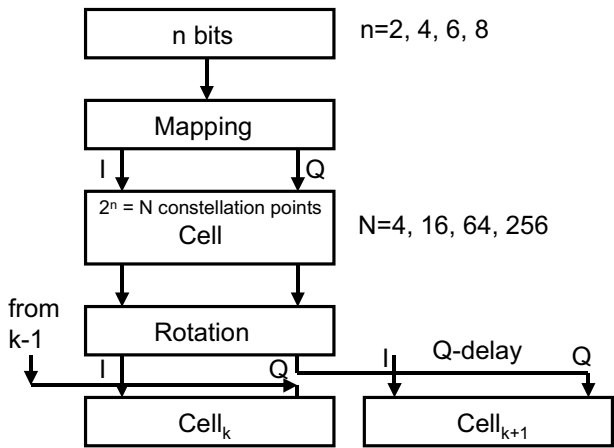 n bits
n=2, 4, 6, 8
Mapping
I
Q
2ⁿ = N constellation points
Cell
N=4, 16, 64, 256
from
k-1
Rotation
I
Q
I
Q-delay
Q
Cellₖ
Cellₖ₊₁